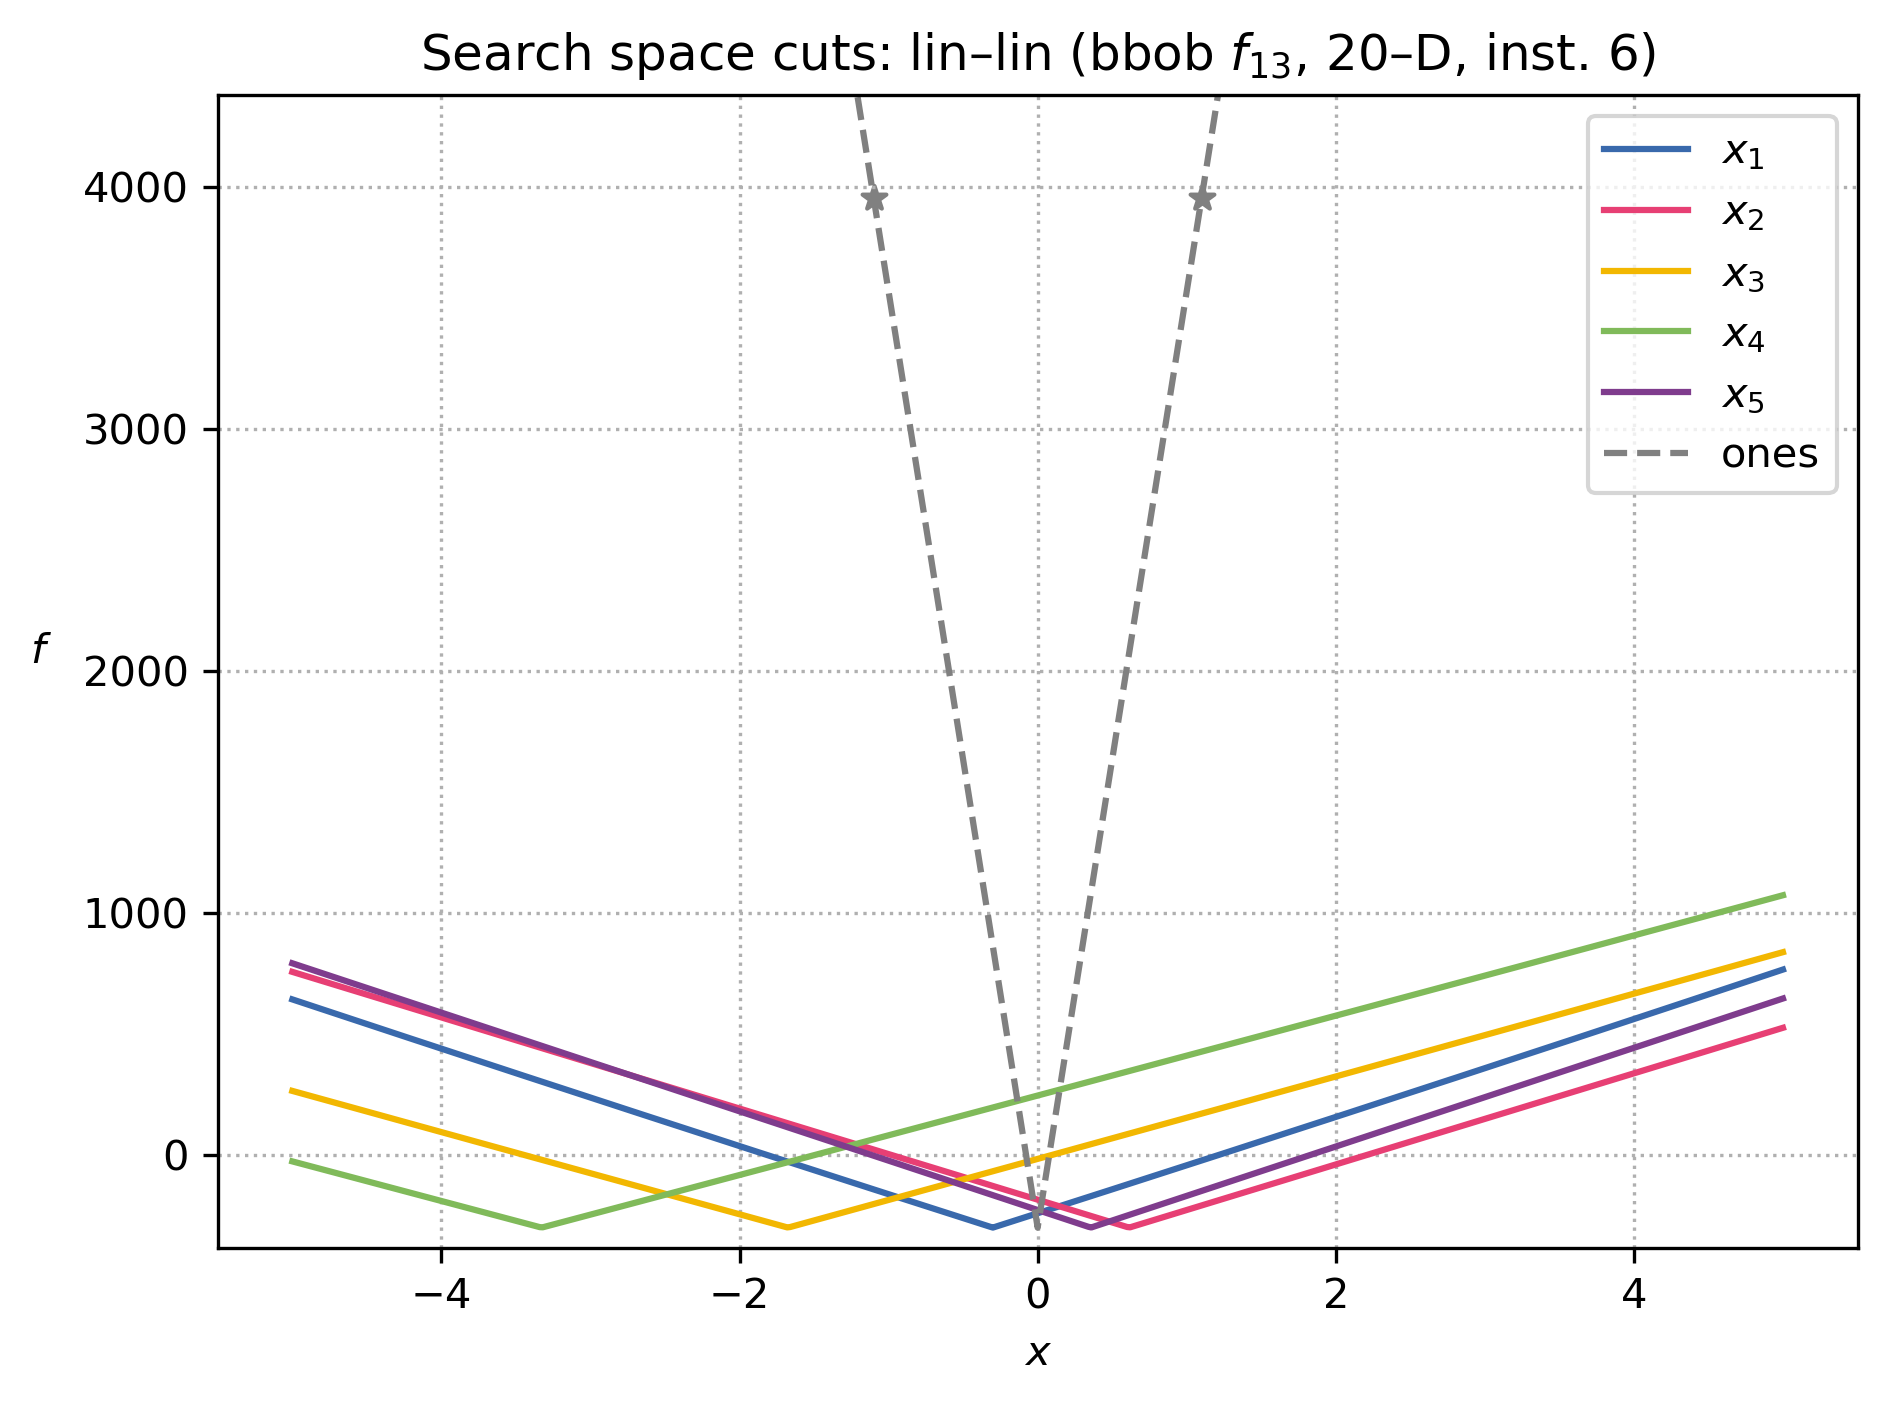 Search space cuts: lin–lin (bbob f₁₃, 20–D, inst. 6)
4000
3000
2000
1000
0
f
−4
−2
0
2
4
x
x₁
x₂
x₃
x₄
x₅
ones